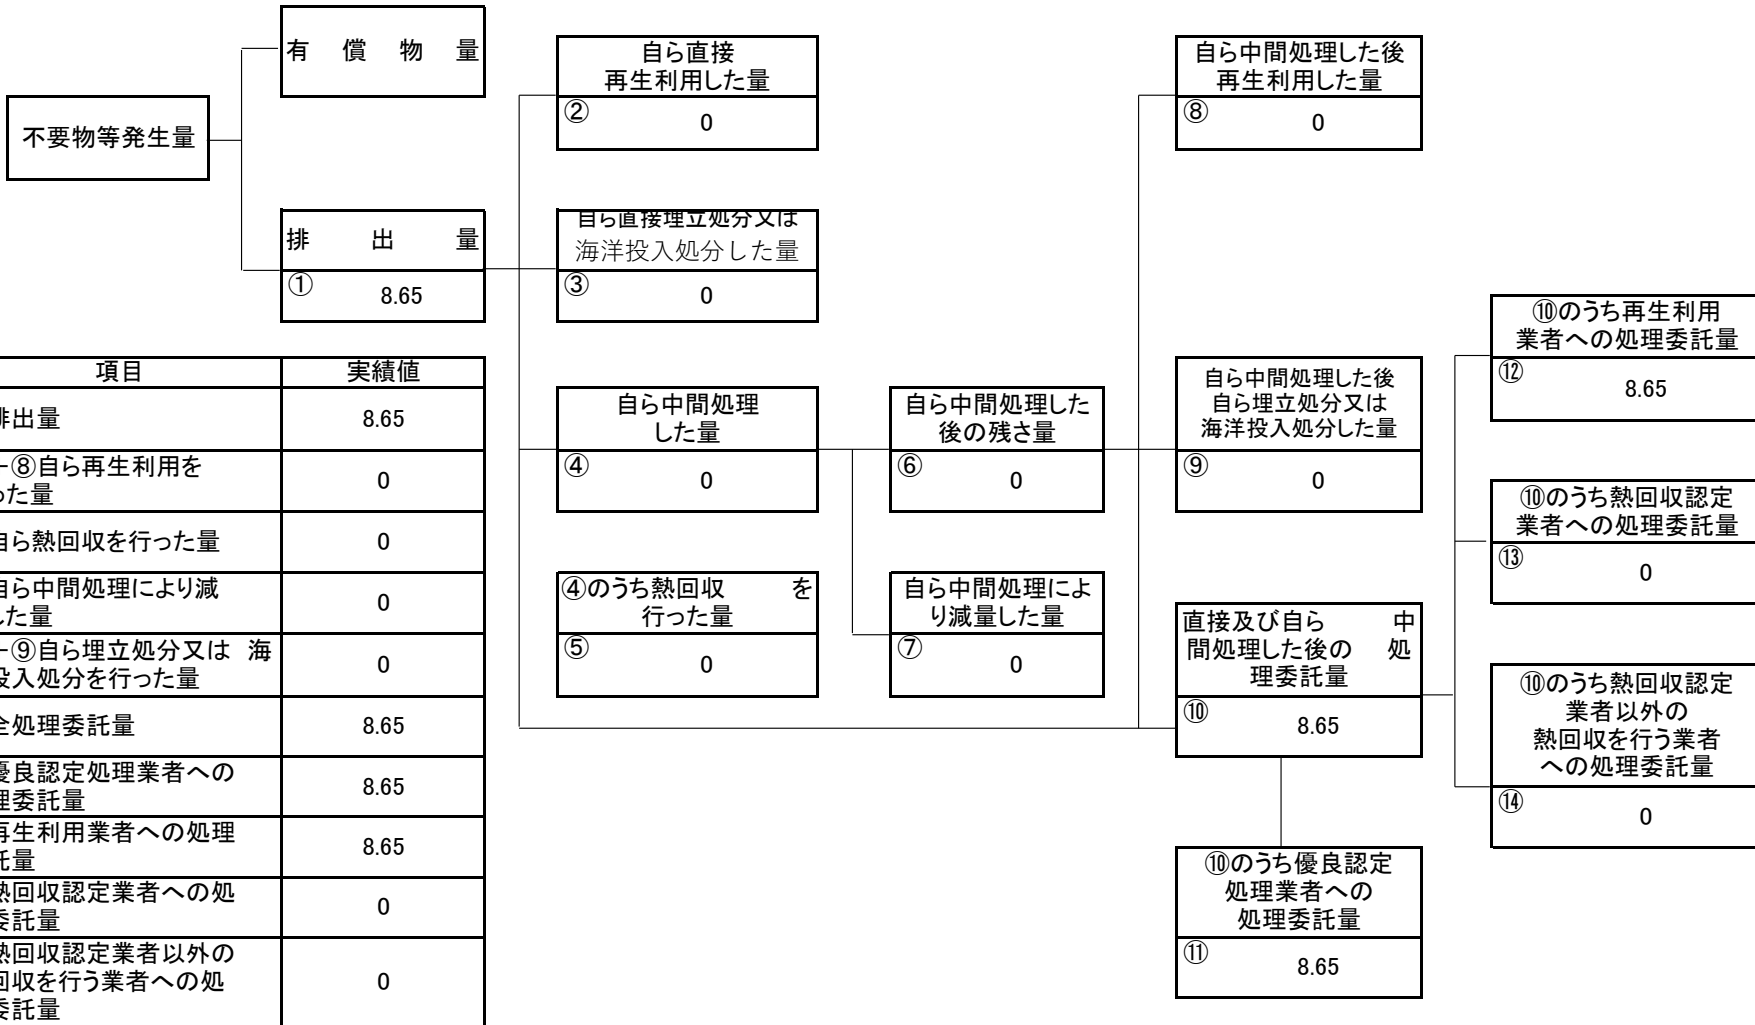 有償物量
不要物等発生量
排出量
①
8.65
自ら直接
再生利用した量
②
0
自ら直接埋立処分又は
海洋投入処分した量
③
0
自ら中間処理
した量
④
0
④のうち熱回収 を
行った量
⑤
0
自ら中間処理した
後の残さ量
⑥
0
自ら中間処理によ
り減量した量
⑦
0
自ら中間処理した後
再生利用した量
⑧
0
自ら中間処理した後
自ら埋立処分又は
海洋投入処分した量
⑨
0
直接及び自ら 中
間処理した後の 処
理委託量
⑩
8.65
⑩のうち優良認定
処理業者への
処理委託量
⑪
8.65
⑩のうち再生利用
業者への処理委託量
⑫
8.65
⑩のうち熱回収認定
業者への処理委託量
⑬
0
⑩のうち熱回収認定
業者以外の
熱回収を行う業者
への処理委託量
⑭
0
項目 実績値
排出量 8.65
⑧自ら再生利用を
った量
0
自ら熱回収を行った量 0
自ら中間処理により減
した量
0
⑨自ら埋立処分又は 海
投入処分を行った量
0
全処理委託量 8.65
優良認定処理業者への
理委託量
8.65
再生利用業者への処理
託量
8.65
熱回収認定業者への処
委託量
0
熱回収認定業者以外の
回収を行う業者への処
委託量
0